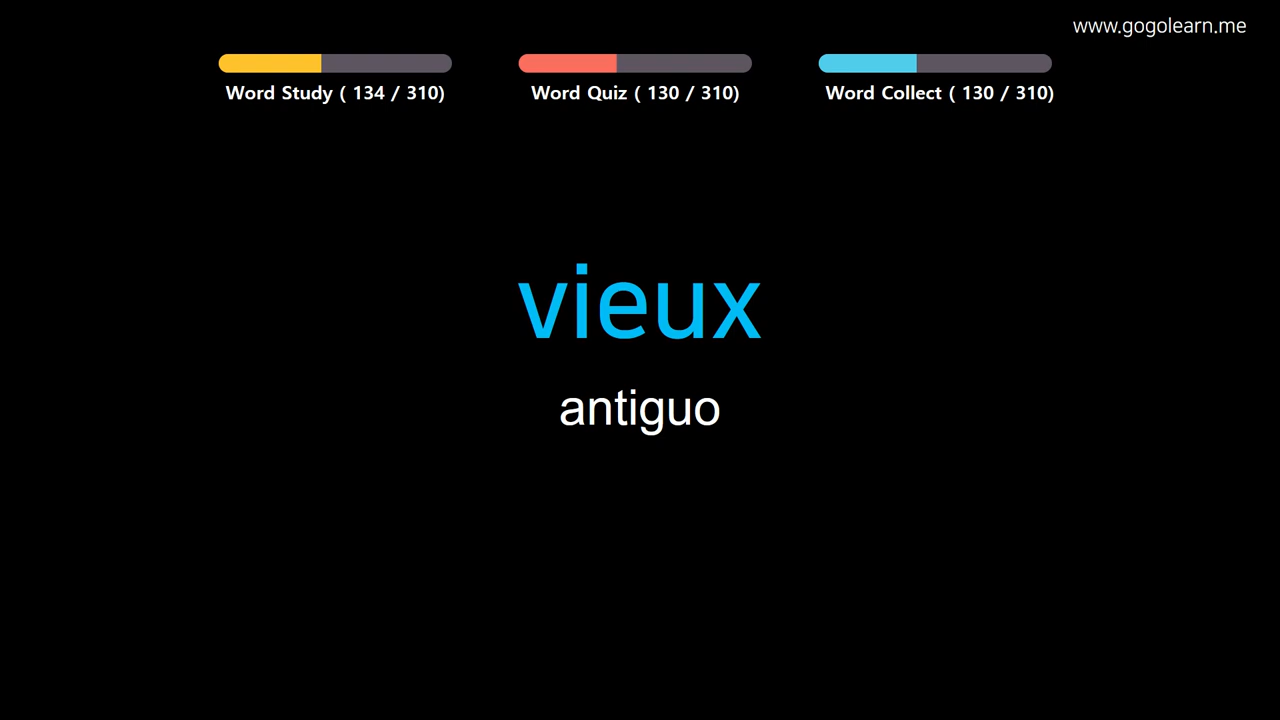 www.gogolearn.me
Word Study ( 134 / 310)
Word Quiz ( 130 / 310)
Word Collect ( 130 / 310)
vieux
antiguo